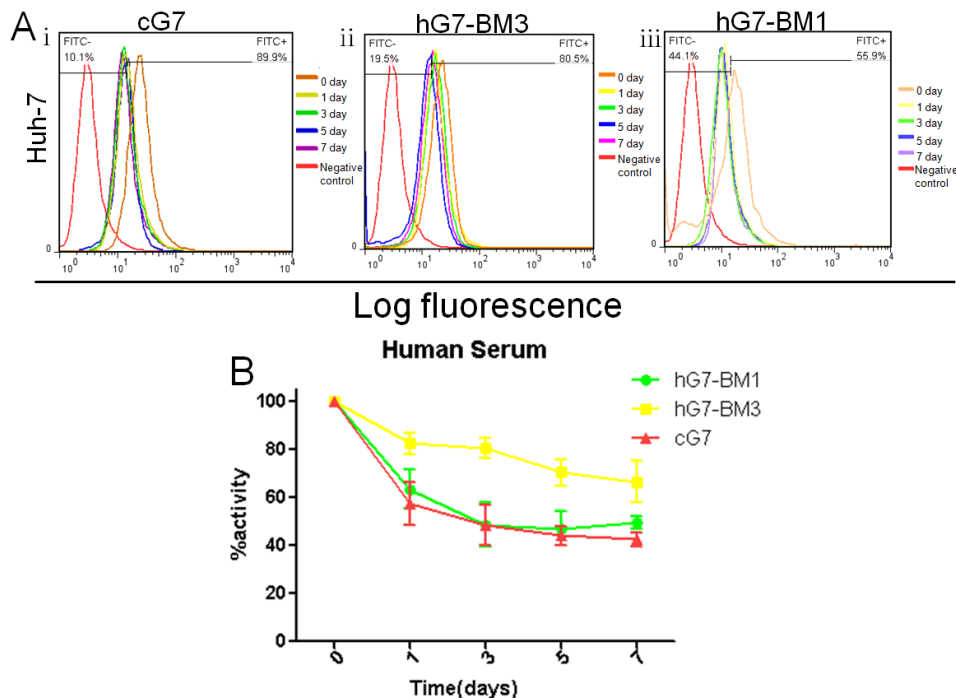 A
i
cG7
FITC-
10.1%
FITC+
89.9%
0 day
1 day
3 day
5 day
7 day
Negative
control
Huh-7
0
10^0
10^1
10^2
10^3
10^4
ii
hG7-BM3
FITC-
19.5%
FITC+
80.5%
0 day
1 day
3 day
5 day
7 day
Negative
control
0
10^0
10^1
10^2
10^3
10^4
iii
hG7-BM1
FITC-
44.1%
FITC+
55.9%
0 day
1 day
3 day
5 day
7 day
Negative
control
0
10^0
10^1
10^2
10^3
10^4
Log fluorescence
B
Human Serum
hG7-BM1
hG7-BM3
cG7
%activity
100
80
60
40
20
0
0
1
3
5
7
Time(days)